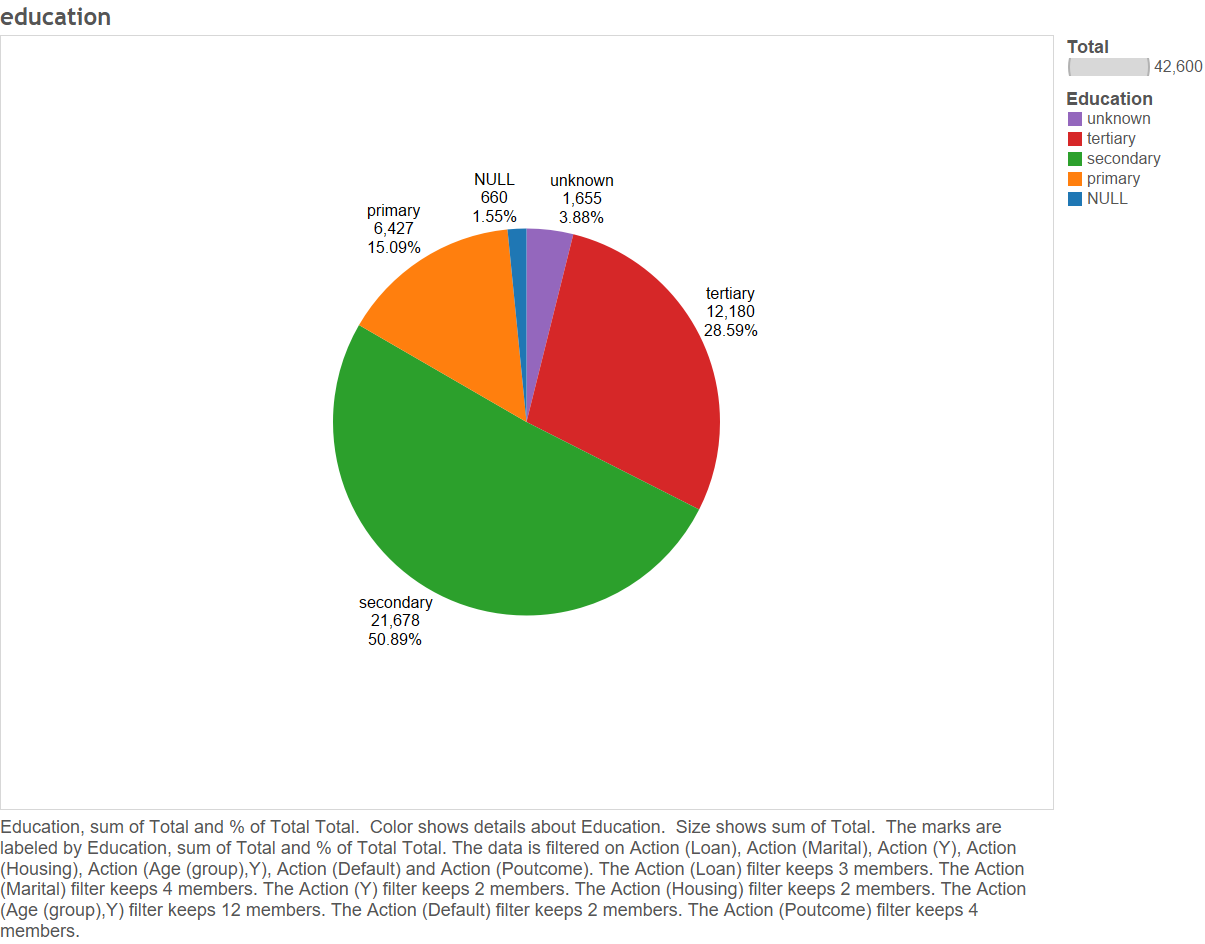 education
Total
42,600
Education
unknown
tertiary
secondary
primary
NULL
NULL
660
1.55%
unknown
1,655
3.88%
primary
6,427
15.09%
tertiary
12,180
28.59%
secondary
21,678
50.89%
Education, sum of Total and % of Total Total.  Color shows details about Education.  Size shows sum of Total.  The marks are
labeled by Education, sum of Total and % of Total Total. The data is filtered on Action (Loan), Action (Marital), Action (Y), Action
(Housing), Action (Age (group),Y), Action (Default) and Action (Poutcome). The Action (Loan) filter keeps 3 members. The Action
(Marital) filter keeps 4 members. The Action (Y) filter keeps 2 members. The Action (Housing) filter keeps 2 members. The Action
(Age (group),Y) filter keeps 12 members. The Action (Default) filter keeps 2 members. The Action (Poutcome) filter keeps 4
members.